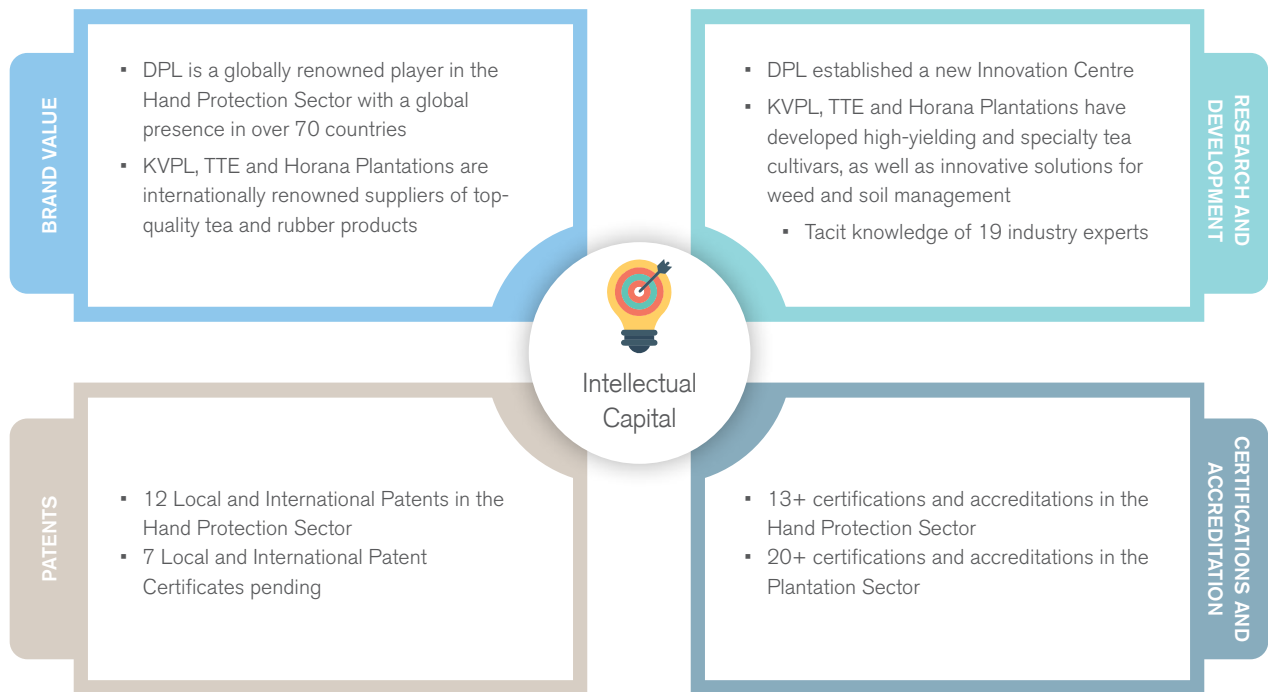 BRAND VALUE
▪ DPL is a globally renowned player in the
Hand Protection Sector with a global
presence in over 70 countries
▪ KVPL, TTE and Horana Plantations are
internationally renowned suppliers of top-
quality tea and rubber products
RESEARCH AND
DEVELOPMENT
▪ DPL established a new Innovation Centre
▪ KVPL, TTE and Horana Plantations have
developed high-yielding and specialty tea
cultivars, as well as innovative solutions for
weed and soil management
▪ Tacit knowledge of 19 industry experts
Intellectual
Capital
PATENTS
▪ 12 Local and International Patents in the
Hand Protection Sector
▪ 7 Local and International Patent
Certificates pending
CERTIFICATIONS AND
ACCREDITATION
▪ 13+ certifications and accreditations in the
Hand Protection Sector
▪ 20+ certifications and accreditations in the
Plantation Sector